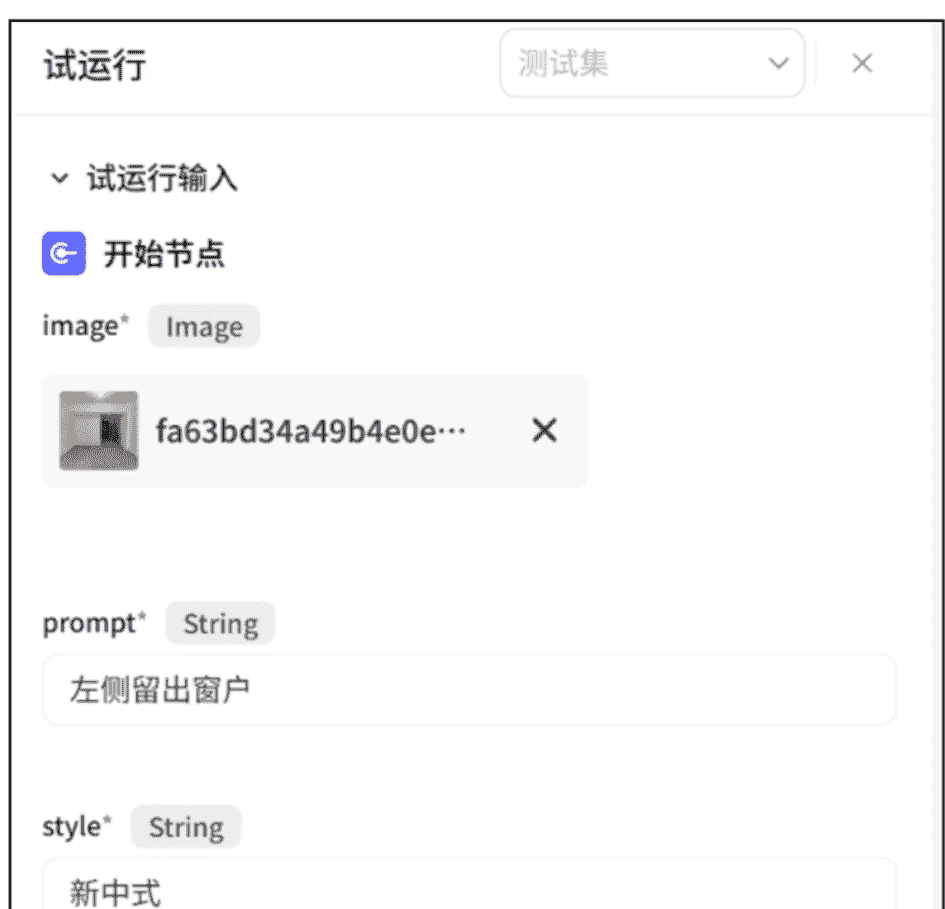 试运行
测试集
试运行输入
开始节点
image* Image
fa63bd34a49b4e0e...
prompt* String
左侧留出窗户
style* String
新中式